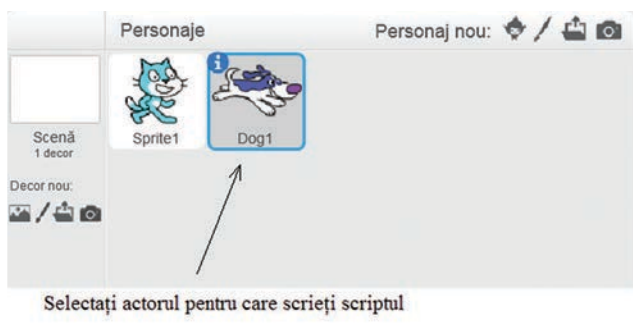 Personaje
Personaj nou:
i
Sprite1
Dog1
Scenă
1 decor
Decor nou:
Selectați actorul pentru care scrieți scriptul